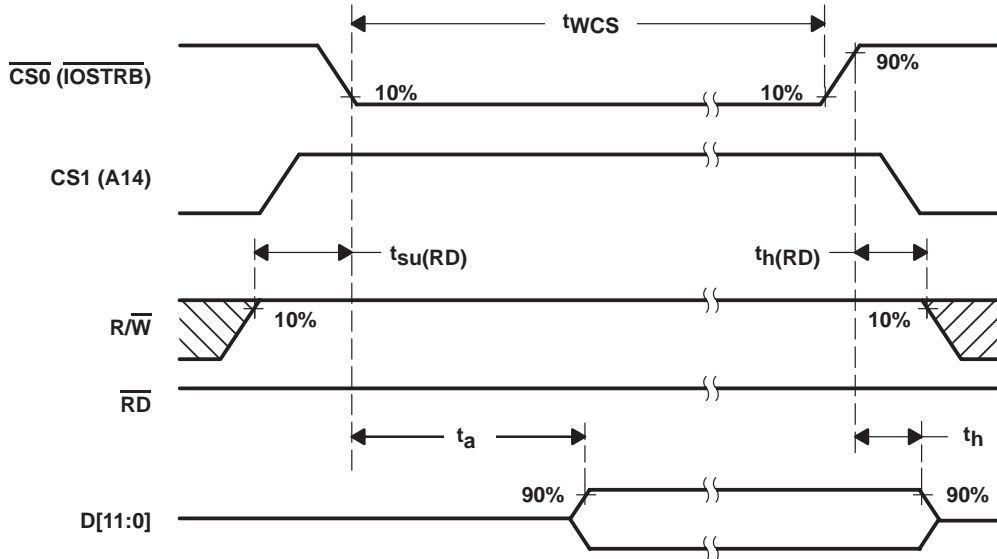 tWCS
CS0 (IOSTRB)
90%
10%
10%
CS1 (A14)
tsu(RD)
th(RD)
R/W
10%
10%
RD
ta
th
90%
90%
D[11:0]